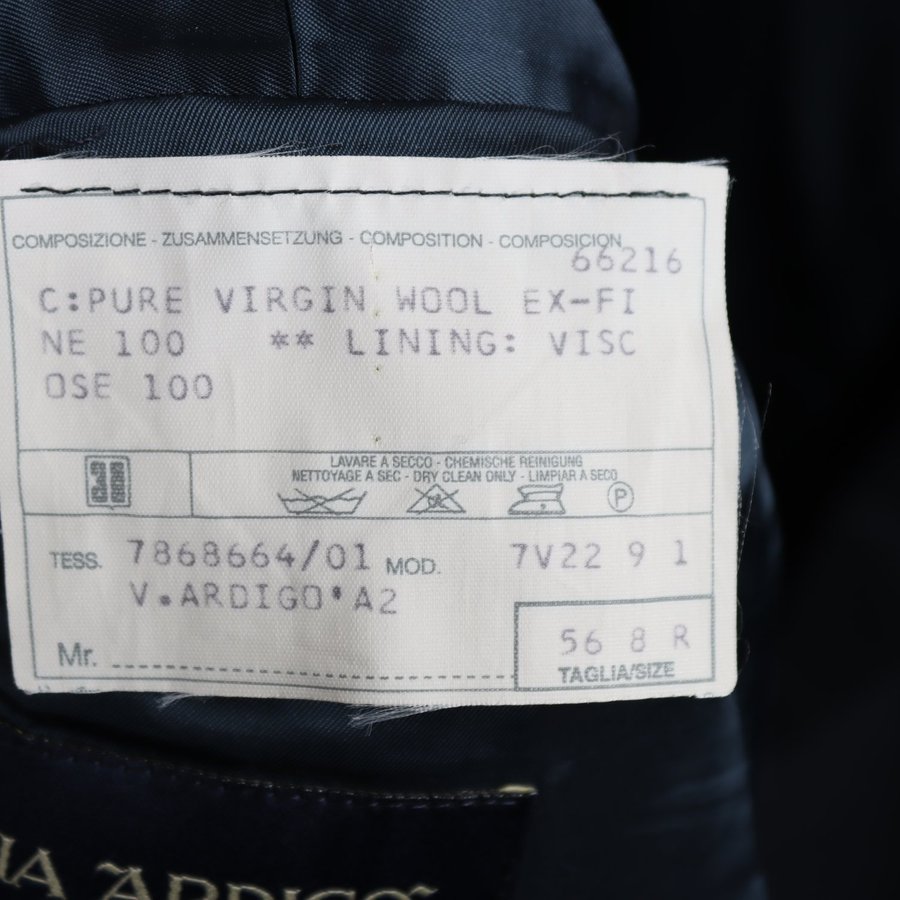 COMPOSIZIONE - ZUSAMMENSETZUNG - COMPOSITION - COMPOSICION
66216
C:PURE VIRGIN WOOL EX-FI
NE 100 ** LINING: VISC
OSE 100
LAVARE A SECCO - CHEMISCHE REINIGUNG
NETTOYAGE A SEC - DRY CLEAN ONLY - LIMPIAR A SECO
P
TESS. 7868664/01 MOD. 7V22 9 1
V.ARDIGO'A2
56 8 R
Mr.
TAGLIA/SIZE
ARDIGO'